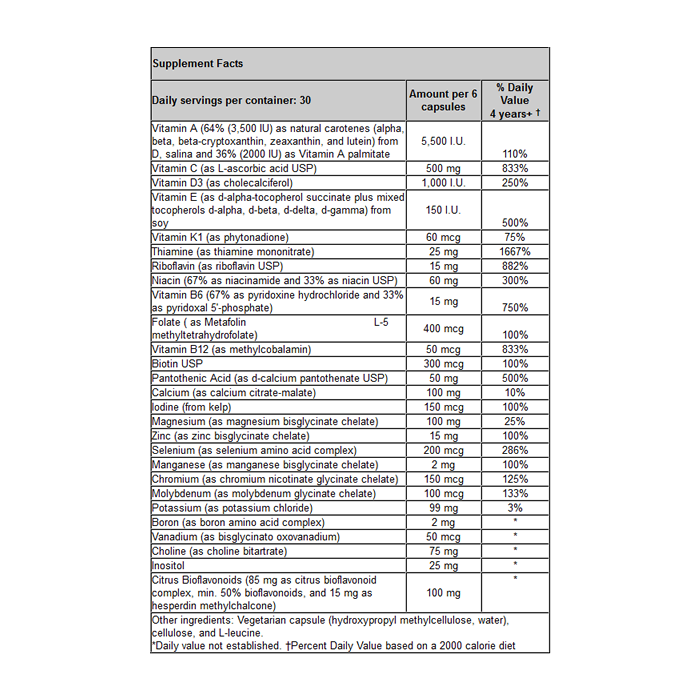 Supplement Facts
Daily servings per container: 30
Amount per 6
capsules
% Daily
Value
4 years+ †
Vitamin A (64% (3,500 IU) as natural carotenes (alpha,
beta, beta-cryptoxanthin, zeaxanthin, and lutein) from
D, salina and 36% (2000 IU) as Vitamin A palmitate
5,500 I.U.
110%
Vitamin C (as L-ascorbic acid USP) 500 mg 833%
Vitamin D3 (as cholecalciferol) 1,000 I.U. 250%
Vitamin E (as d-alpha-tocopherol succinate plus mixed
tocopherols d-alpha, d-beta, d-delta, d-gamma) from
soy
150 I.U.
500%
Vitamin K1 (as phytonadione) 60 mcg 75%
Thiamine (as thiamine mononitrate) 25 mg 1667%
Riboflavin (as riboflavin USP) 15 mg 882%
Niacin (67% as niacinamide and 33% as niacin USP) 60 mg 300%
Vitamin B6 (67% as pyridoxine hydrochloride and 33%
as pyridoxal 5'-phosphate)
15 mg
750%
Folate ( as Metafolin L-5
methyltetrahydrofolate)
400 mcg
100%
Vitamin B12 (as methylcobalamin) 50 mcg 833%
Biotin USP 300 mcg 100%
Pantothenic Acid (as d-calcium pantothenate USP) 50 mg 500%
Calcium (as calcium citrate-malate) 100 mg 10%
Iodine (from kelp) 150 mcg 100%
Magnesium (as magnesium bisglycinate chelate) 100 mg 25%
Zinc (as zinc bisglycinate chelate) 15 mg 100%
Selenium (as selenium amino acid complex) 200 mcg 286%
Manganese (as manganese bisglycinate chelate) 2 mg 100%
Chromium (as chromium nicotinate glycinate chelate) 150 mcg 125%
Molybdenum (as molybdenum glycinate chelate) 100 mcg 133%
Potassium (as potassium chloride) 99 mg 3%
Boron (as boron amino acid complex) 2 mg *
Vanadium (as bisglycinato oxovanadium) 50 mcg *
Choline (as choline bitartrate) 75 mg *
Inositol 25 mg *
Citrus Bioflavonoids (85 mg as citrus bioflavonoid
complex, min. 50% bioflavonoids, and 15 mg as
hesperdin methylchalcone)
100 mg
*
Other ingredients: Vegetarian capsule (hydroxypropyl methylcellulose, water),
cellulose, and L-leucine.
*Daily value not established. †Percent Daily Value based on a 2000 calorie diet